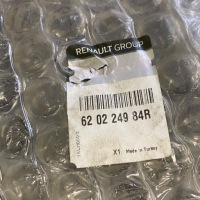 RENAULT GROUP
62 02 249 84R
X1 Made in Turkey